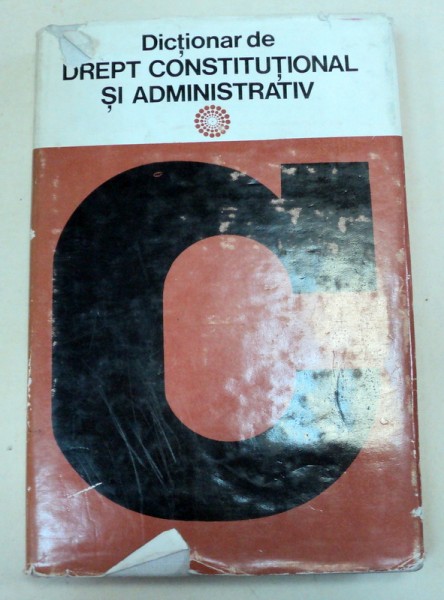 Dicționar de
DREPT CONSTITUȚIONAL
ȘI ADMINISTRATIV